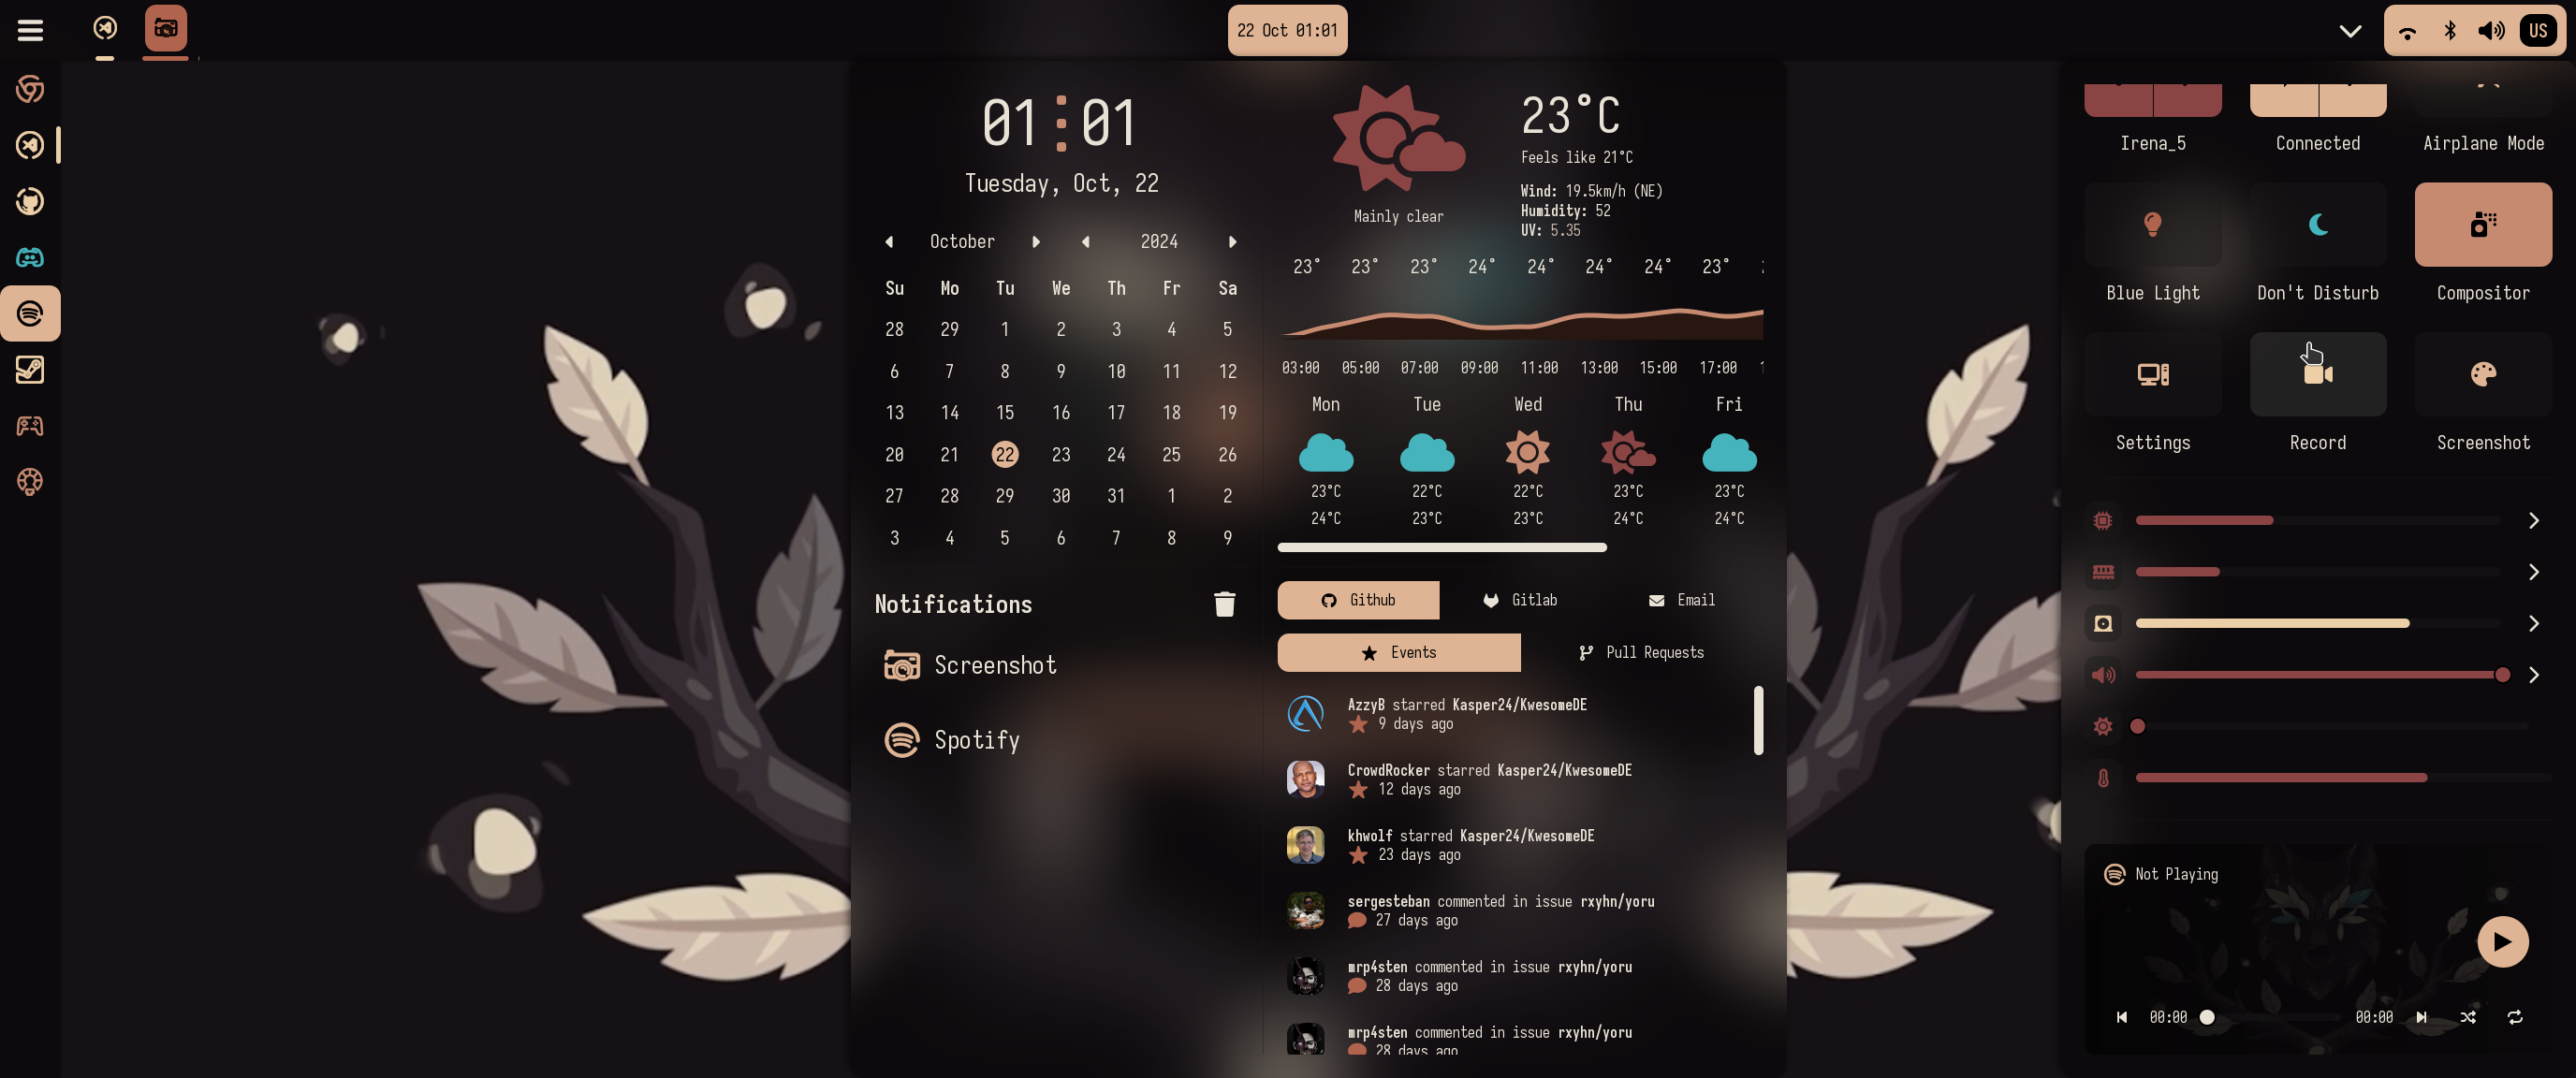 22 Oct 01:01
US
01:01
Tuesday, Oct, 22
October 2024
Su Mo Tu We Th Fr Sa
28 29 1 2 3 4 5
6 7 8 9 10 11 12
13 14 15 16 17 18 19
20 21 22 23 24 25 26
27 28 29 30 31 1 2
3 4 5 6 7 8 9
Notifications
Screenshot
Spotify
23°C
Feels like 21°C
Mainly clear
Wind: 19.5km/h (NE)
Humidity: 52
UV: 5.35
23° 23° 23° 24° 24° 24° 24° 23°
03:00 05:00 07:00 09:00 11:00 13:00 15:00 17:00
Mon Tue Wed Thu Fri
23°C 22°C 22°C 23°C 23°C
24°C 23°C 23°C 24°C 24°C
Github Gitlab Email
Events Pull Requests
AzzyB starred Kasper24/KwesomeDE
9 days ago
CrowdRocker starred Kasper24/KwesomeDE
12 days ago
khwolf starred Kasper24/KwesomeDE
23 days ago
sergesteban commented in issue rxyhn/yoru
27 days ago
mrp4sten commented in issue rxyhn/yoru
28 days ago
mrp4sten commented in issue rxyhn/yoru
28 days ago
Irena_5 Connected Airplane Mode
Blue Light Don't Disturb Compositor
Settings Record Screenshot
Not Playing
00:00 00:00